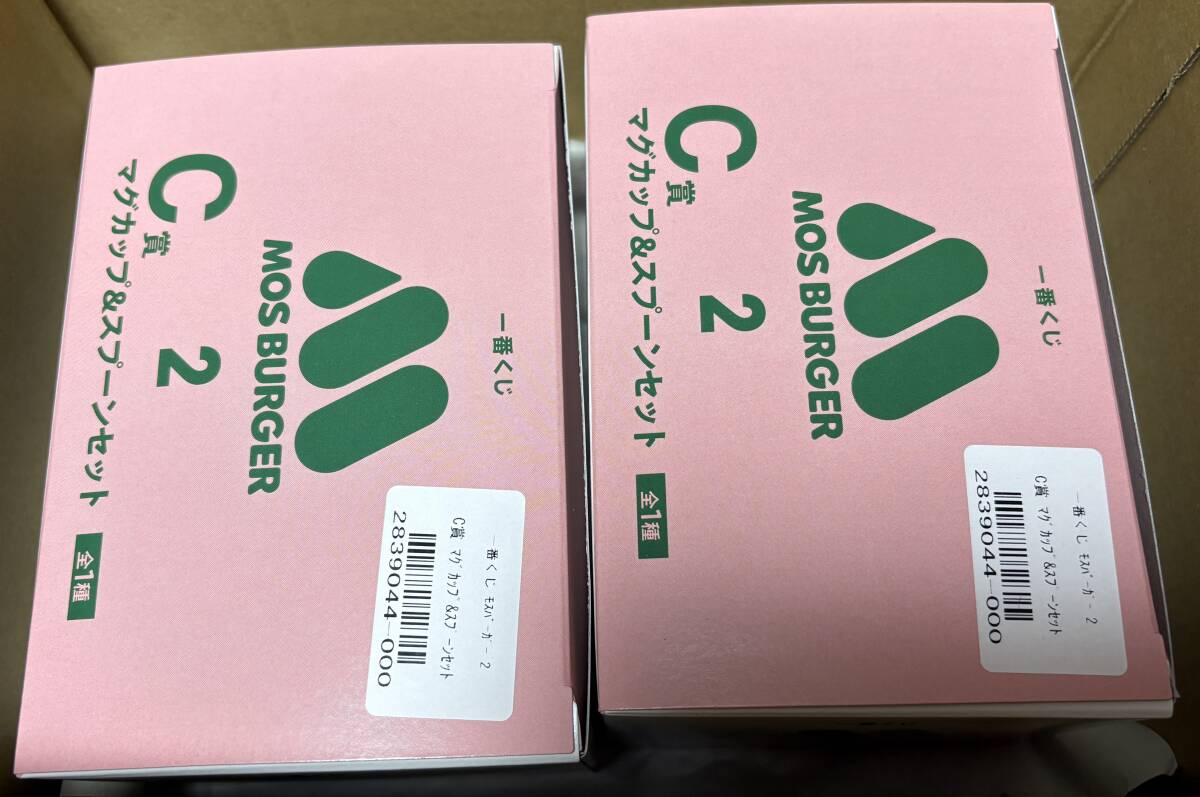 一番くじ
MOS BURGER
2
C賞
マグカップ&スプーンセット
全1種
一番くじ ﾓｽﾊﾞｰｶﾞｰ 2
C賞 ﾏｸﾞｶｯﾌﾟ&ｽﾌﾟｰﾝｾｯﾄ
2839044-000
一番くじ
MOS BURGER
2
C賞
マグカップ&スプーンセット
全1種
一番くじ ﾓｽﾊﾞｰｶﾞｰ 2
C賞 ﾏｸﾞｶｯﾌﾟ&ｽﾌﾟｰﾝｾｯﾄ
2839044-000